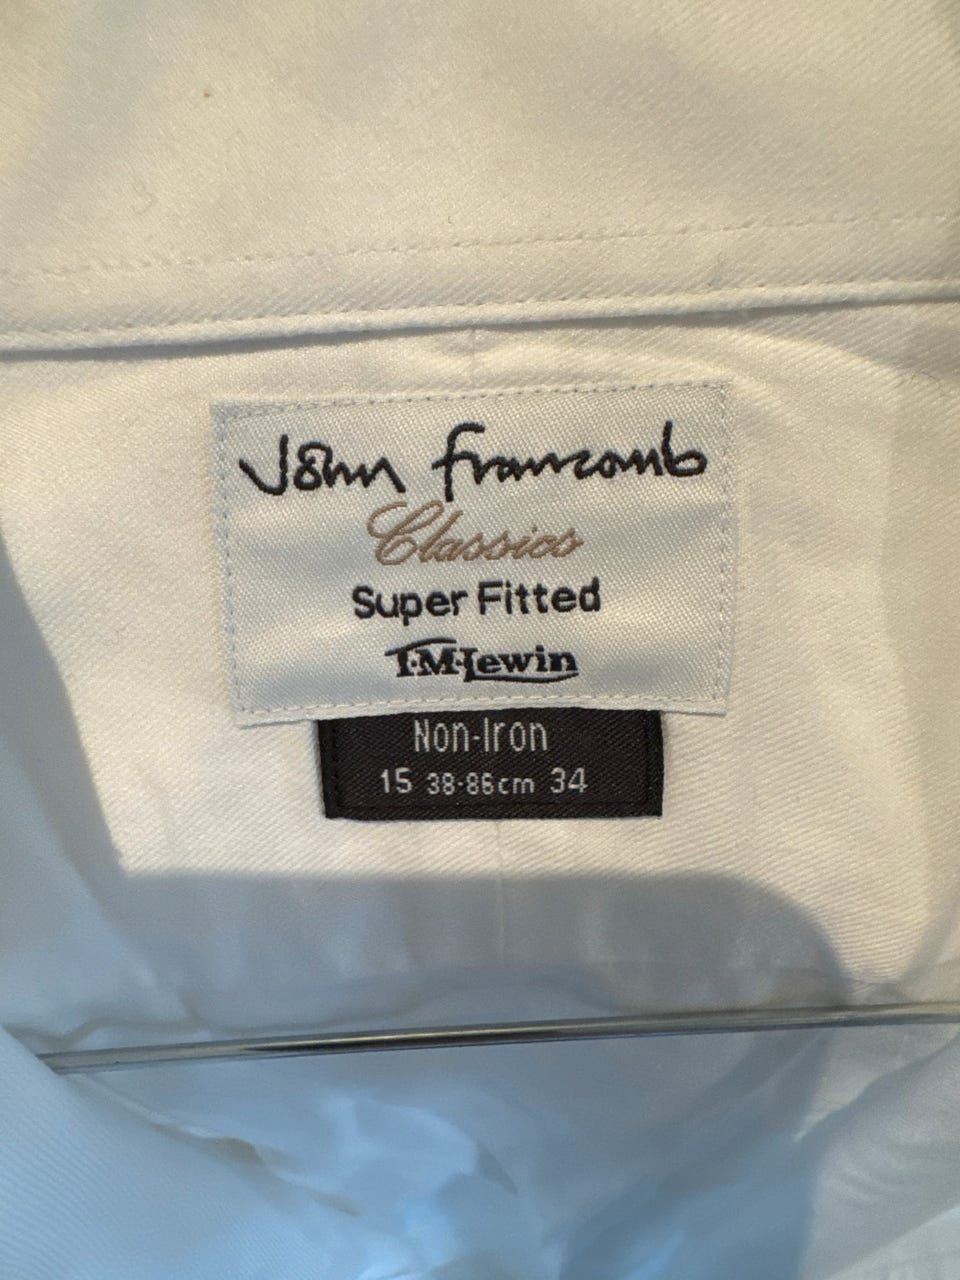 John Francomb
Classics
Super Fitted
T·M·Lewin
Non-Iron
15 38-86cm 34